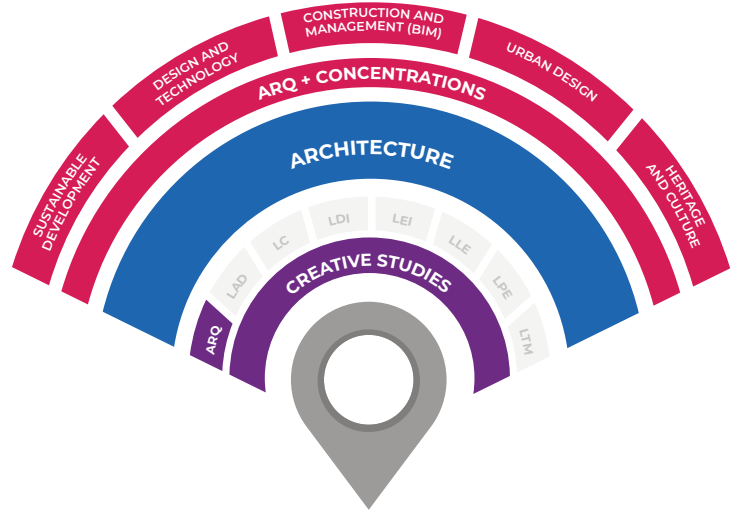 SUSTAINABLE
DEVELOPMENT
DESIGN AND
TECHNOLOGY
CONSTRUCTION AND
MANAGEMENT (BIM)
URBAN DESIGN
HERITAGE
AND CULTURE
ARQ + CONCENTRATIONS
ARCHITECTURE
ARQ
LAD
LC
LDI
LEI
LLE
LPE
LTM
CREATIVE STUDIES